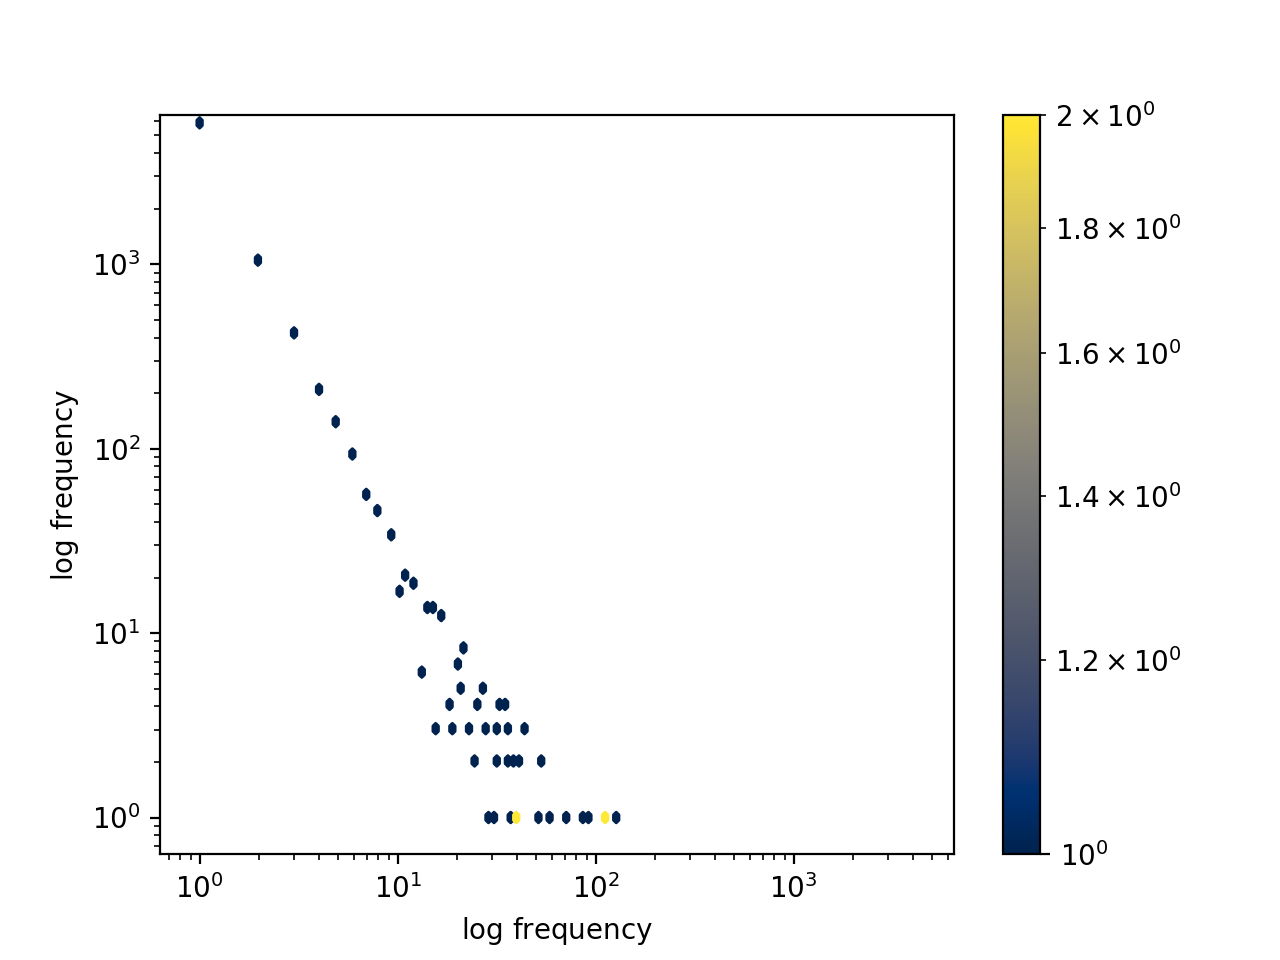 2 × 10⁰
1.8 × 10⁰
1.6 × 10⁰
1.4 × 10⁰
1.2 × 10⁰
10⁰
10³
10²
10¹
10⁰
log frequency
10⁰ 10¹ 10² 10³
log frequency